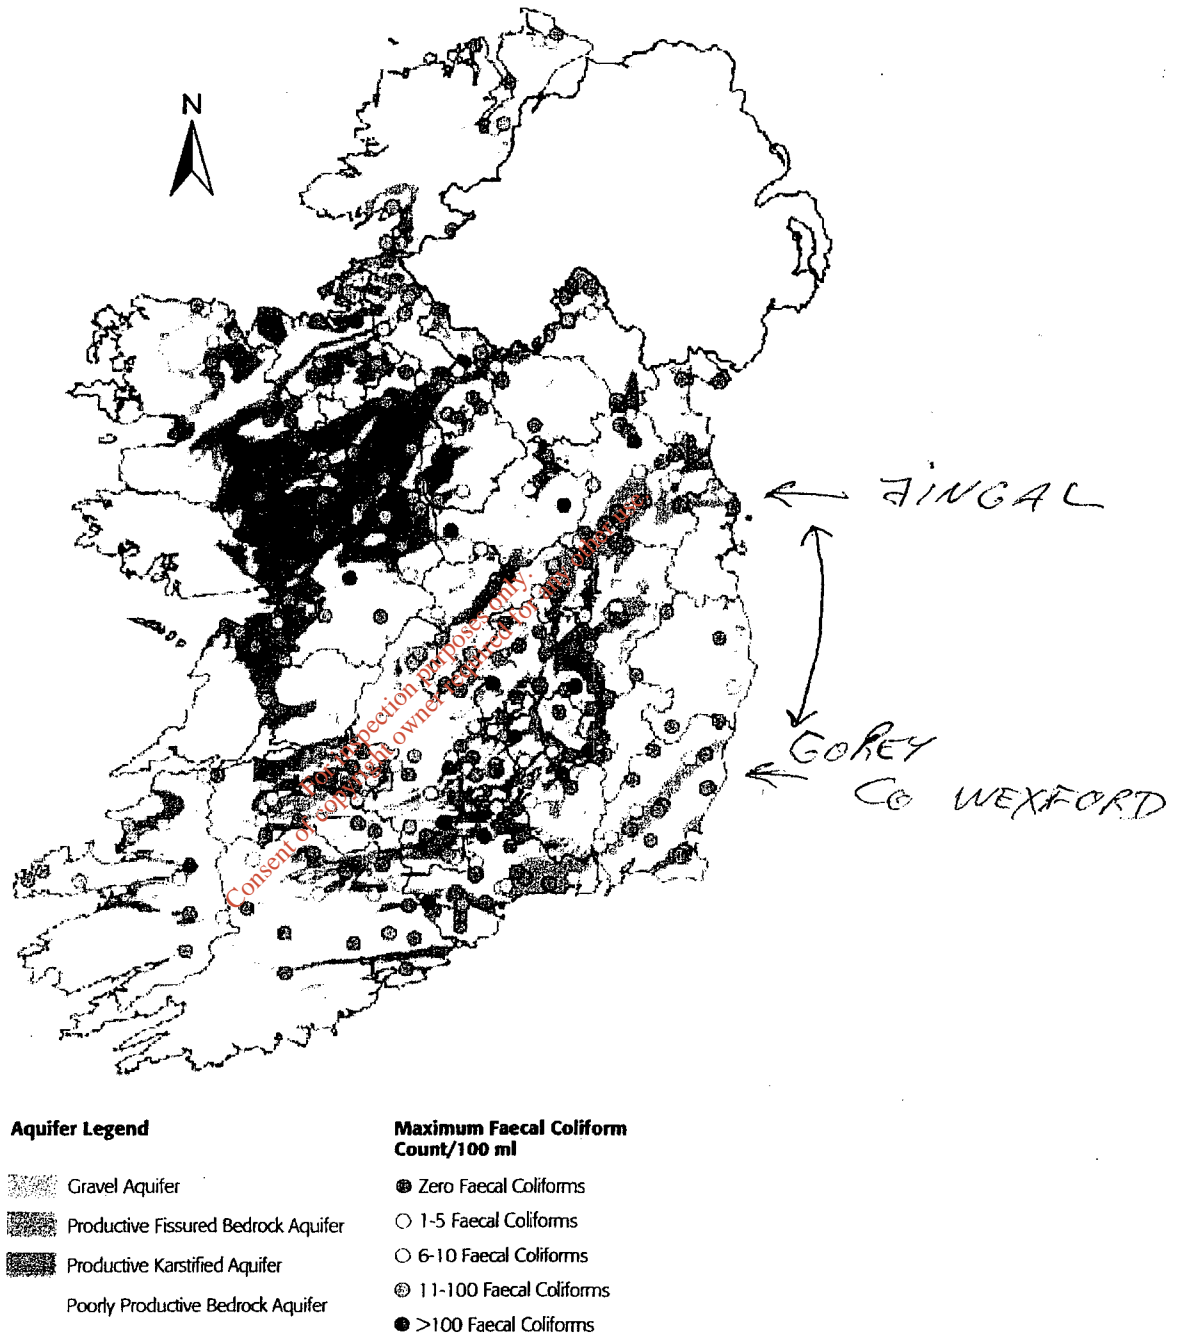 N
FINGAL
GOREY
Co WEXFORD
For inspection purposes only.
Consent of copyright owner required for any other use.
Aquifer Legend
Gravel Aquifer
Productive Fissured Bedrock Aquifer
Productive Karstified Aquifer
Poorly Productive Bedrock Aquifer
Maximum Faecal Coliform
Count/100 ml
Zero Faecal Coliforms
1-5 Faecal Coliforms
6-10 Faecal Coliforms
11-100 Faecal Coliforms
>100 Faecal Coliforms